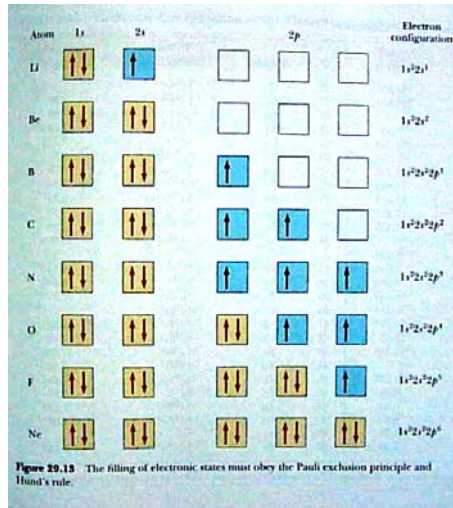 Atom 1s 2s 2p Electron configuration
Li 1s²2s¹
Be 1s²2s²
B 1s²2s²2p¹
C 1s²2s²2p²
N 1s²2s²2p³
O 1s²2s²2p⁴
F 1s²2s²2p⁵
Ne 1s²2s²2p⁶
Figure 29.13 The filling of electronic states must obey the Pauli exclusion principle and
Hund's rule.